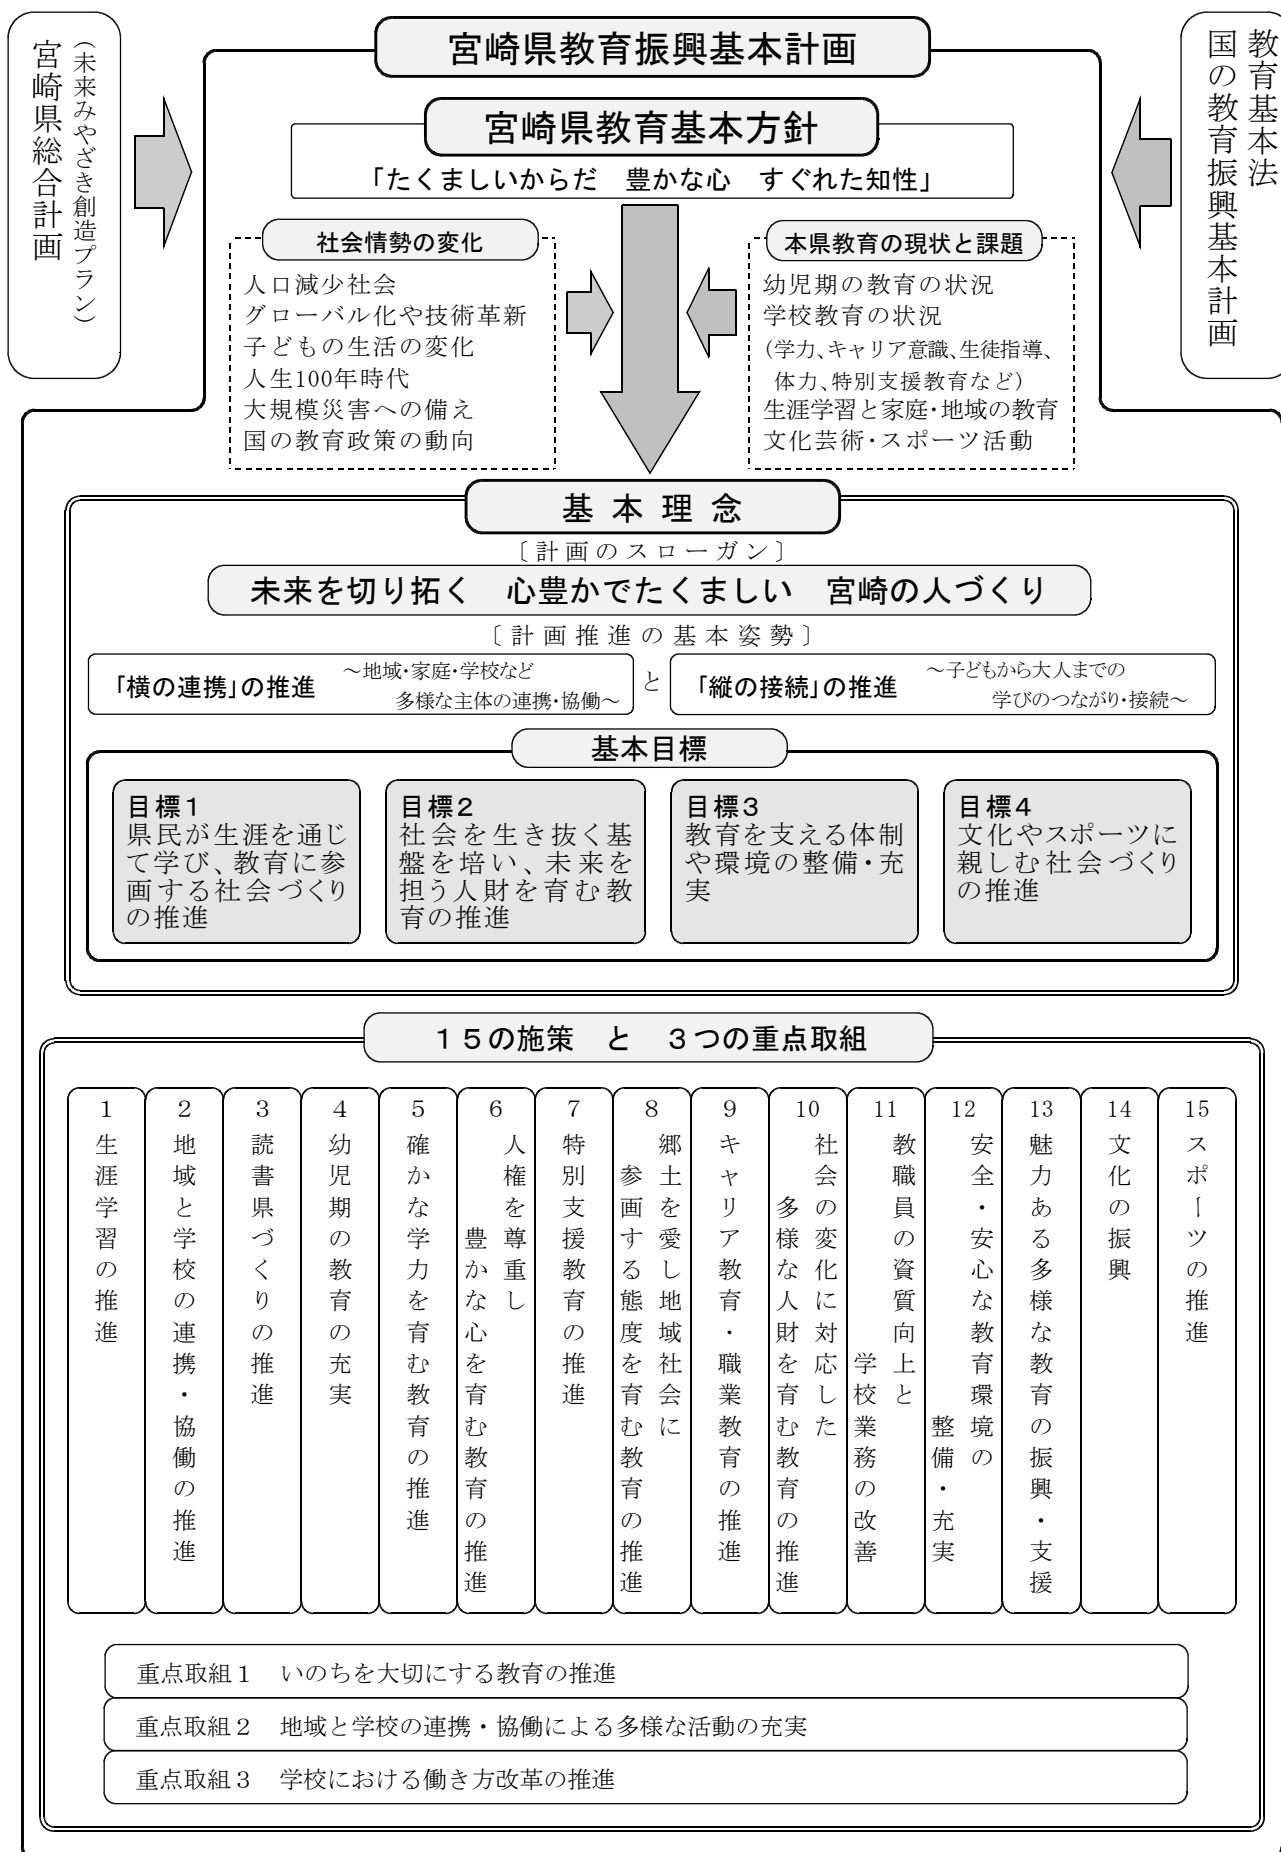 宮崎県総合計画
(未来みやざき創造プラン)
教育基本法
国の教育振興基本計画
宮崎県教育振興基本計画
宮崎県教育基本方針
「たくましいからだ　豊かな心　すぐれた知性」
社会情勢の変化
人口減少社会
グローバル化や技術革新
子どもの生活の変化
人生100年時代
大規模災害への備え
国の教育政策の動向
本県教育の現状と課題
幼児期の教育の状況
学校教育の状況
(学力、キャリア意識、生徒指導、
体力、特別支援教育など)
生涯学習と家庭・地域の教育
文化芸術・スポーツ活動
基本理念
〔計画のスローガン〕
未来を切り拓く　心豊かでたくましい　宮崎の人づくり
〔計画推進の基本姿勢〕
「横の連携」の推進
～地域・家庭・学校など
多様な主体の連携・協働～
と
「縦の接続」の推進
～子どもから大人までの
学びのつながり・接続～
基本目標
目標1
県民が生涯を通じ
て学び、教育に参
画する社会づくり
の推進
目標2
社会を生き抜く基
盤を培い、未来を
担う人財を育む教
育の推進
目標3
教育を支える体制
や環境の整備・充
実
目標4
文化やスポーツに
親しむ社会づくり
の推進
１５の施策　と　３つの重点取組
1
生涯学習の推進
2
地域と学校の連携・協働の推進
3
読書県づくりの推進
4
幼児期の教育の充実
5
確かな学力を育む教育の推進
6
人権を尊重し
豊かな心を育む教育の推進
7
特別支援教育の推進
8
郷土を愛し地域社会に
参画する態度を育む教育の推進
9
キャリア教育・職業教育の推進
10
社会の変化に対応した
多様な人財を育む教育の推進
11
教職員の資質向上と
学校業務の改善
12
安全・安心な教育環境の
整備・充実
13
魅力ある多様な教育の振興・支援
14
文化の振興
15
スポーツの推進
重点取組１　いのちを大切にする教育の推進
重点取組２　地域と学校の連携・協働による多様な活動の充実
重点取組３　学校における働き方改革の推進